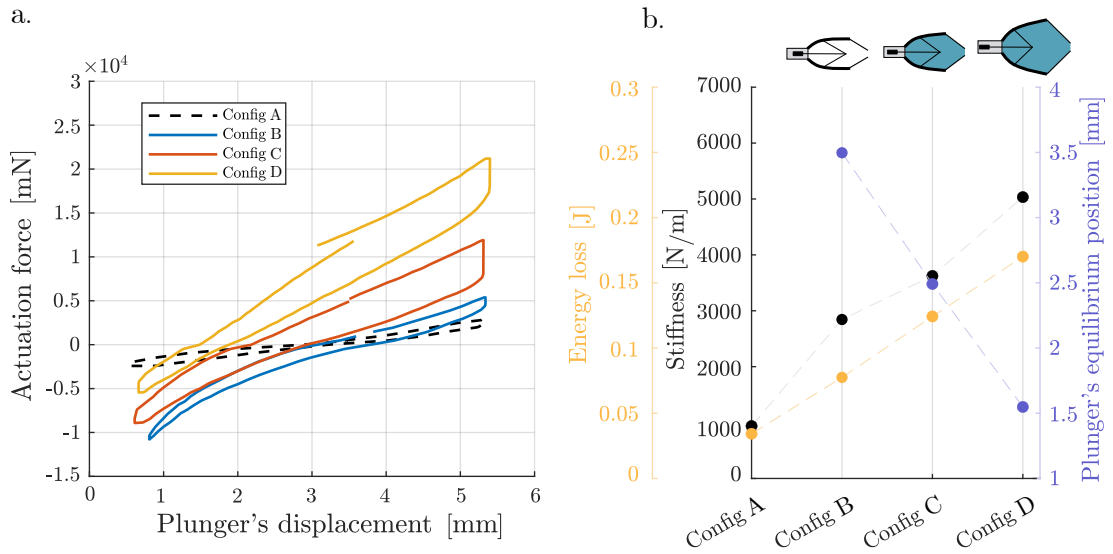 a.
×10⁴
3
2.5
2
1.5
1
0.5
0
-0.5
-1
-1.5
0
1
2
3
4
5
6
Actuation force [mN]
Plunger's displacement [mm]
Config A
Config B
Config C
Config D
b.
0.3
0.25
0.2
0.15
0.1
0.05
0
Energy loss [J]
7000
6000
5000
4000
3000
2000
1000
0
Stiffness [N/m]
4
3.5
3
2.5
2
1.5
1
Plunger's equilibrium position [mm]
Config A
Config B
Config C
Config D